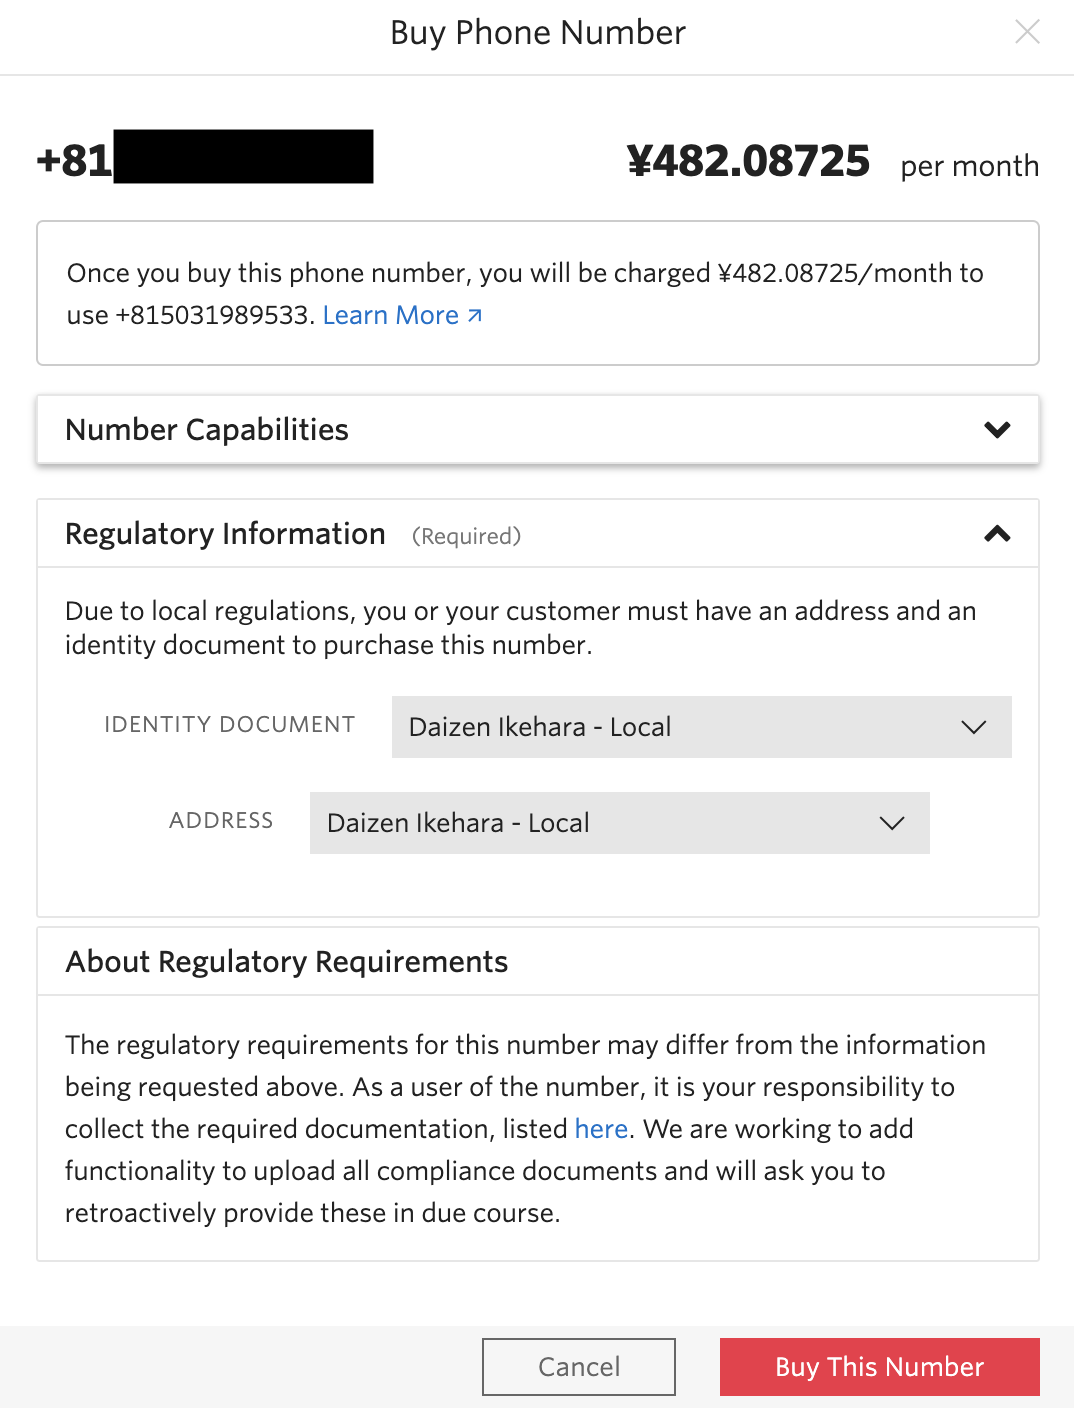 Buy Phone Number
+81
¥482.08725 per month
Once you buy this phone number, you will be charged ¥482.08725/month to
use +815031989533. Learn More ↗
Number Capabilities
Regulatory Information (Required)
Due to local regulations, you or your customer must have an address and an
identity document to purchase this number.
IDENTITY DOCUMENT Daizen Ikehara - Local
ADDRESS Daizen Ikehara - Local
About Regulatory Requirements
The regulatory requirements for this number may differ from the information
being requested above. As a user of the number, it is your responsibility to
collect the required documentation, listed here. We are working to add
functionality to upload all compliance documents and will ask you to
retroactively provide these in due course.
Cancel Buy This Number